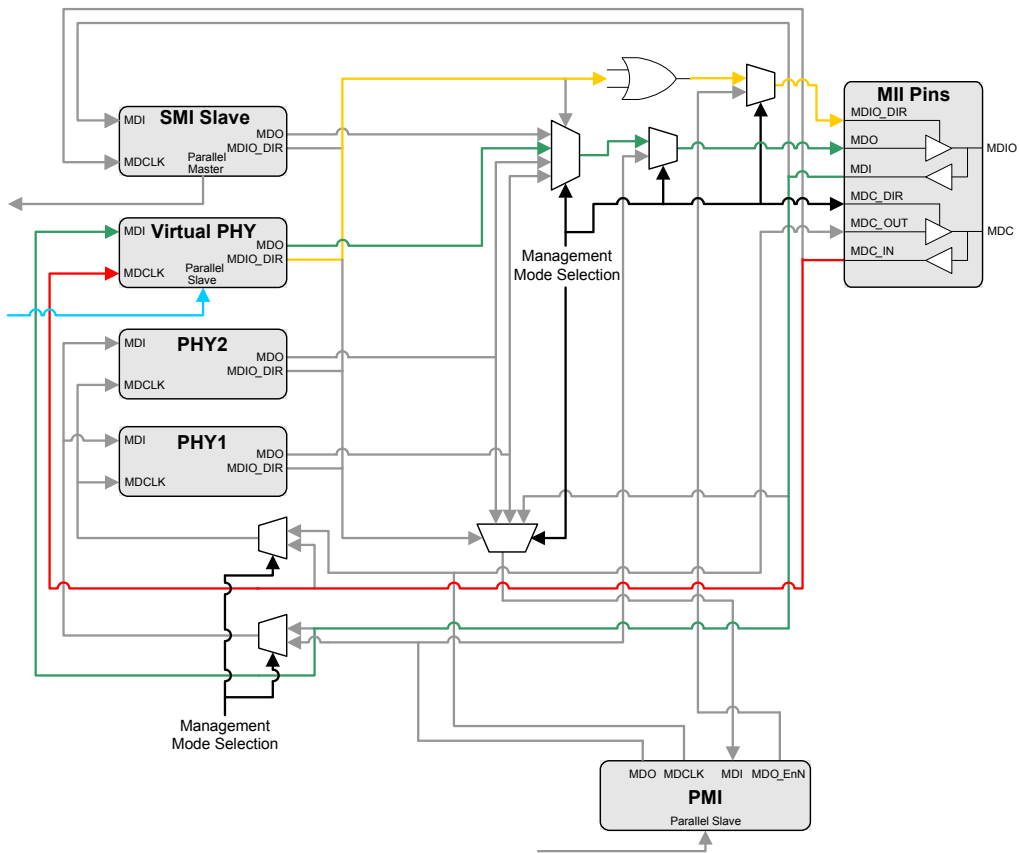 MII Pins
MDIO_DIR
MDO
MDI
MDC_DIR
MDC_OUT
MDC_IN
MDIO
MDC
SMI Slave
MDI
MDO
MDIO_DIR
MDCLK
Parallel
Master
Virtual PHY
MDI
MDO
MDIO_DIR
MDCLK
Parallel
Slave
Management
Mode Selection
PHY2
MDI
MDO
MDIO_DIR
MDCLK
PHY1
MDI
MDO
MDIO_DIR
MDCLK
Management
Mode Selection
MDO MDCLK MDI MDO_EnN
PMI
Parallel Slave